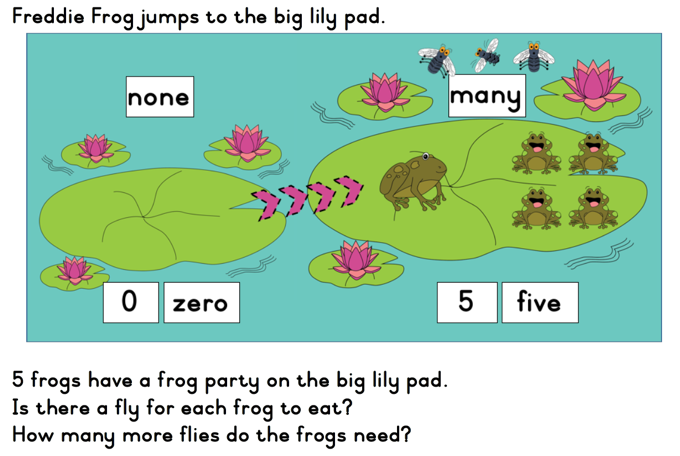 Freddie Frog jumps to the big lily pad.
none
many
0 zero
5 five
5 frogs have a frog party on the big lily pad.
Is there a fly for each frog to eat?
How many more flies do the frogs need?